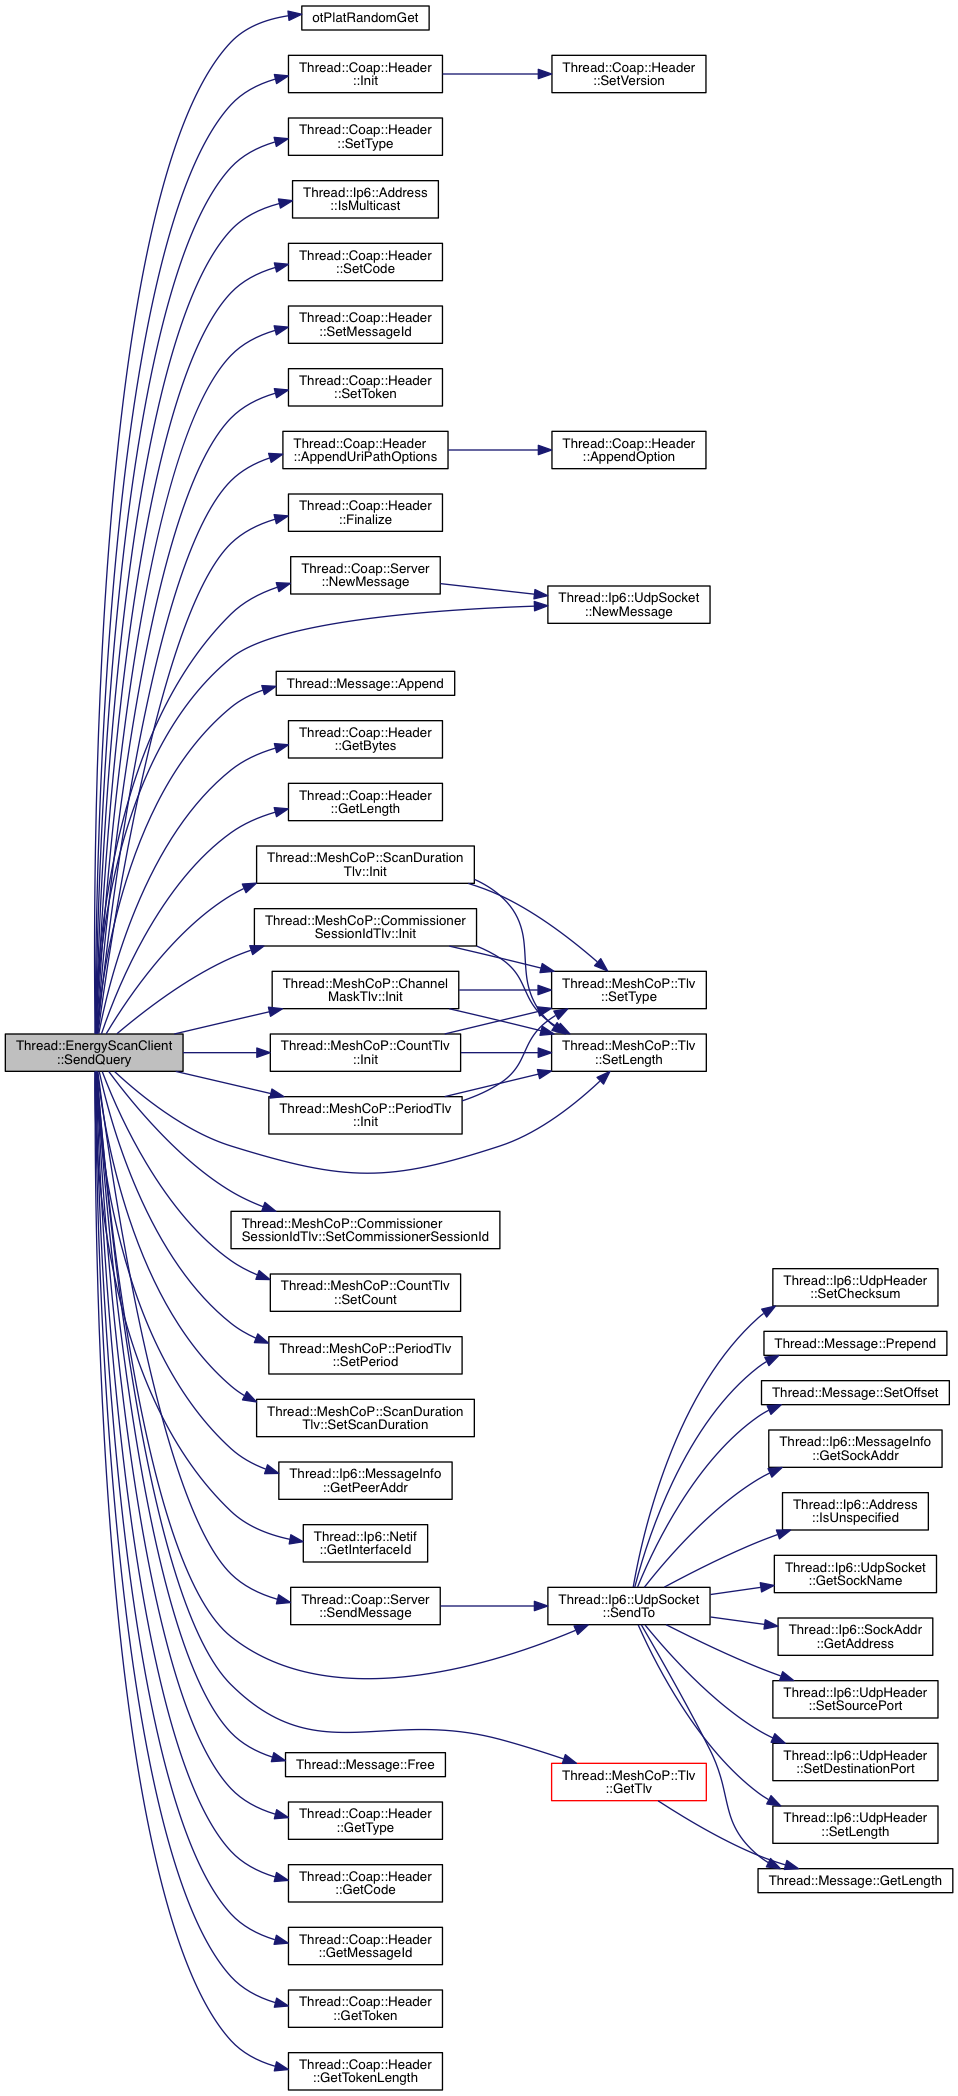 otPlatRandomGet
Thread::Coap::Header
::Init
Thread::Coap::Header
::SetVersion
Thread::Coap::Header
::SetType
Thread::Ip6::Address
::IsMulticast
Thread::Coap::Header
::SetCode
Thread::Coap::Header
::SetMessageId
Thread::Coap::Header
::SetToken
Thread::Coap::Header
::AppendUriPathOptions
Thread::Coap::Header
::AppendOption
Thread::Coap::Header
::Finalize
Thread::Coap::Server
::NewMessage
Thread::Ip6::UdpSocket
::NewMessage
Thread::Message::Append
Thread::Coap::Header
::GetBytes
Thread::Coap::Header
::GetLength
Thread::MeshCoP::ScanDuration
Tlv::Init
Thread::MeshCoP::Commissioner
SessionIdTlv::Init
Thread::MeshCoP::Channel
MaskTlv::Init
Thread::MeshCoP::Tlv
::SetType
Thread::EnergyScanClient
::SendQuery
Thread::MeshCoP::CountTlv
::Init
Thread::MeshCoP::Tlv
::SetLength
Thread::MeshCoP::PeriodTlv
::Init
Thread::MeshCoP::Commissioner
SessionIdTlv::SetCommissionerSessionId
Thread::MeshCoP::CountTlv
::SetCount
Thread::Ip6::UdpHeader
::SetChecksum
Thread::MeshCoP::PeriodTlv
::SetPeriod
Thread::Message::Prepend
Thread::Message::SetOffset
Thread::MeshCoP::ScanDuration
Tlv::SetScanDuration
Thread::Ip6::MessageInfo
::GetSockAddr
Thread::Ip6::MessageInfo
::GetPeerAddr
Thread::Ip6::Address
::IsUnspecified
Thread::Ip6::Netif
::GetInterfaceId
Thread::Ip6::UdpSocket
::GetSockName
Thread::Coap::Server
::SendMessage
Thread::Ip6::UdpSocket
::SendTo
Thread::Ip6::SockAddr
::GetAddress
Thread::Ip6::UdpHeader
::SetSourcePort
Thread::Ip6::UdpHeader
::SetDestinationPort
Thread::Message::Free
Thread::MeshCoP::Tlv
::GetTlv
Thread::Coap::Header
::GetType
Thread::Ip6::UdpHeader
::SetLength
Thread::Coap::Header
::GetCode
Thread::Message::GetLength
Thread::Coap::Header
::GetMessageId
Thread::Coap::Header
::GetToken
Thread::Coap::Header
::GetTokenLength